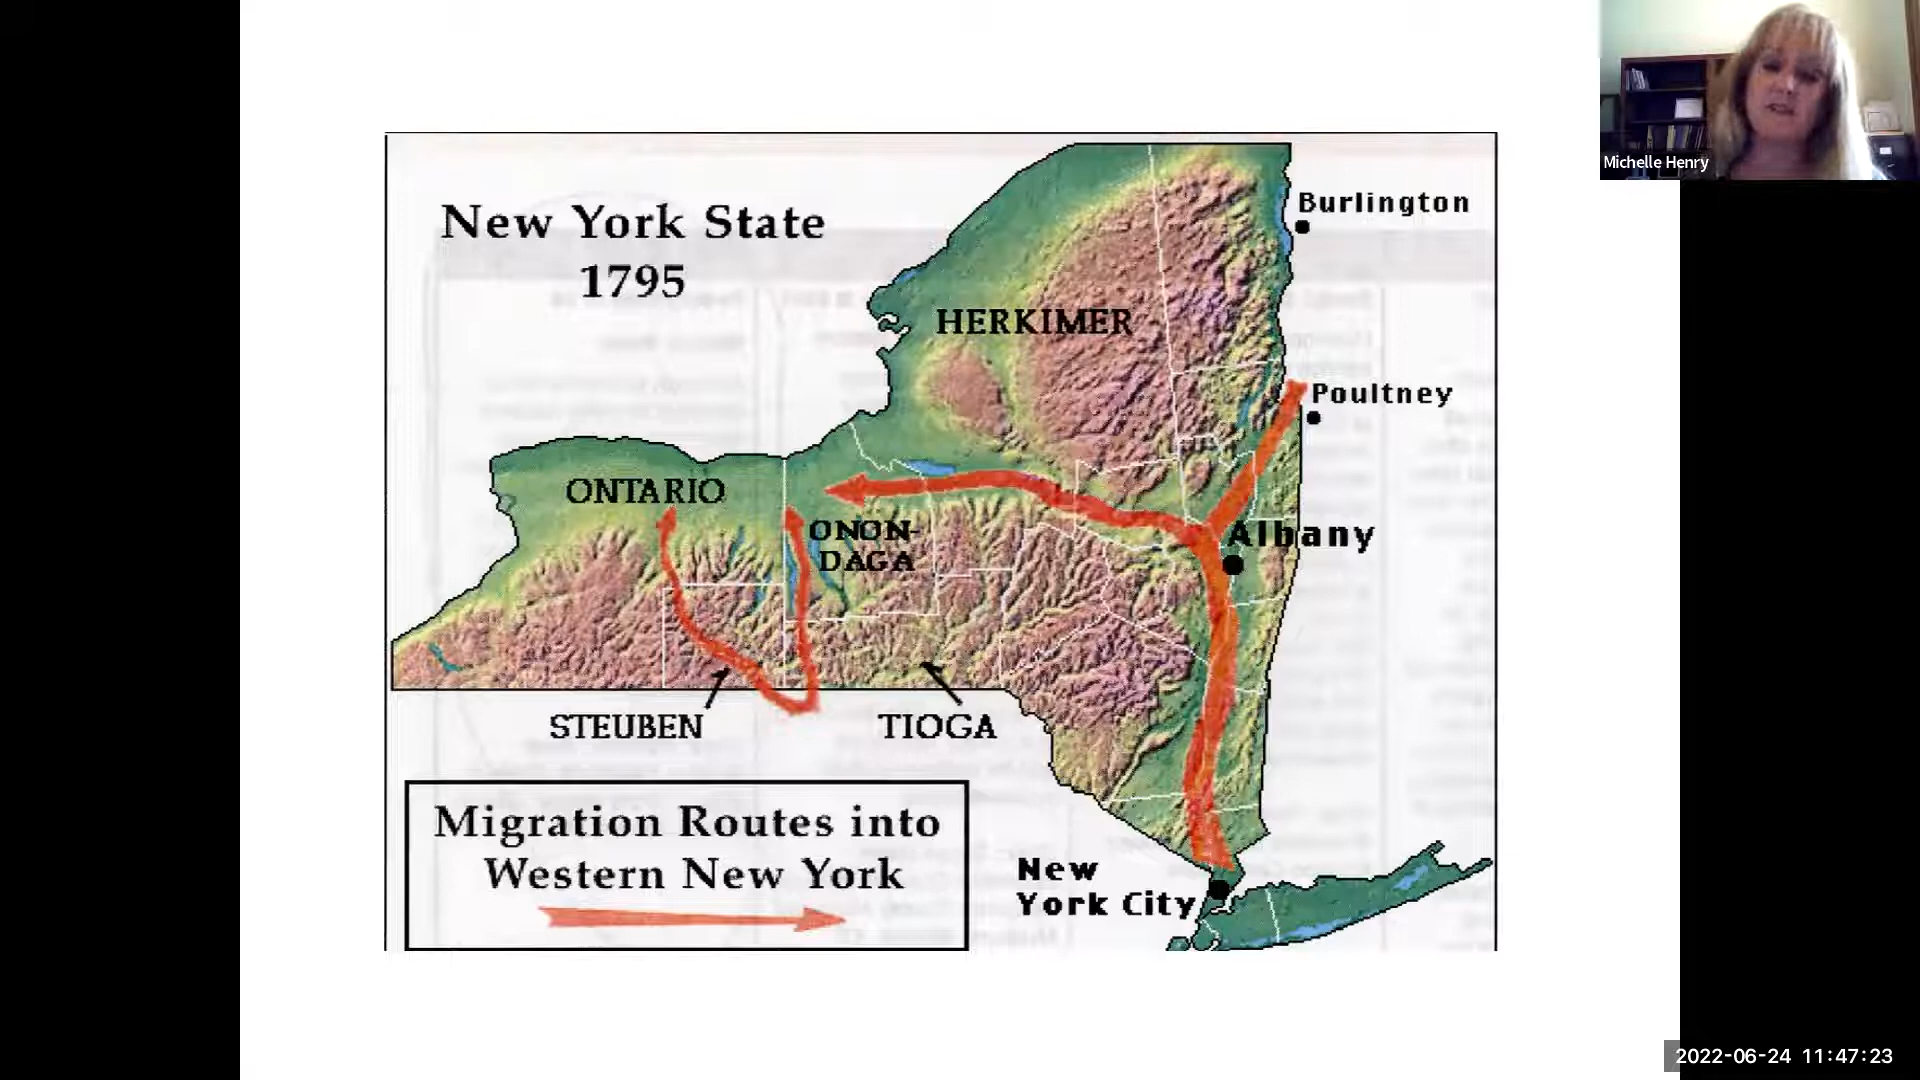 Michelle Henry
New York State
1795
Burlington
HERKIMER
Poultney
ONTARIO
ONON-
DAGA
Albany
STEUBEN
TIOGA
Migration Routes into
Western New York
New
York City
2022-06-24 11:47:23